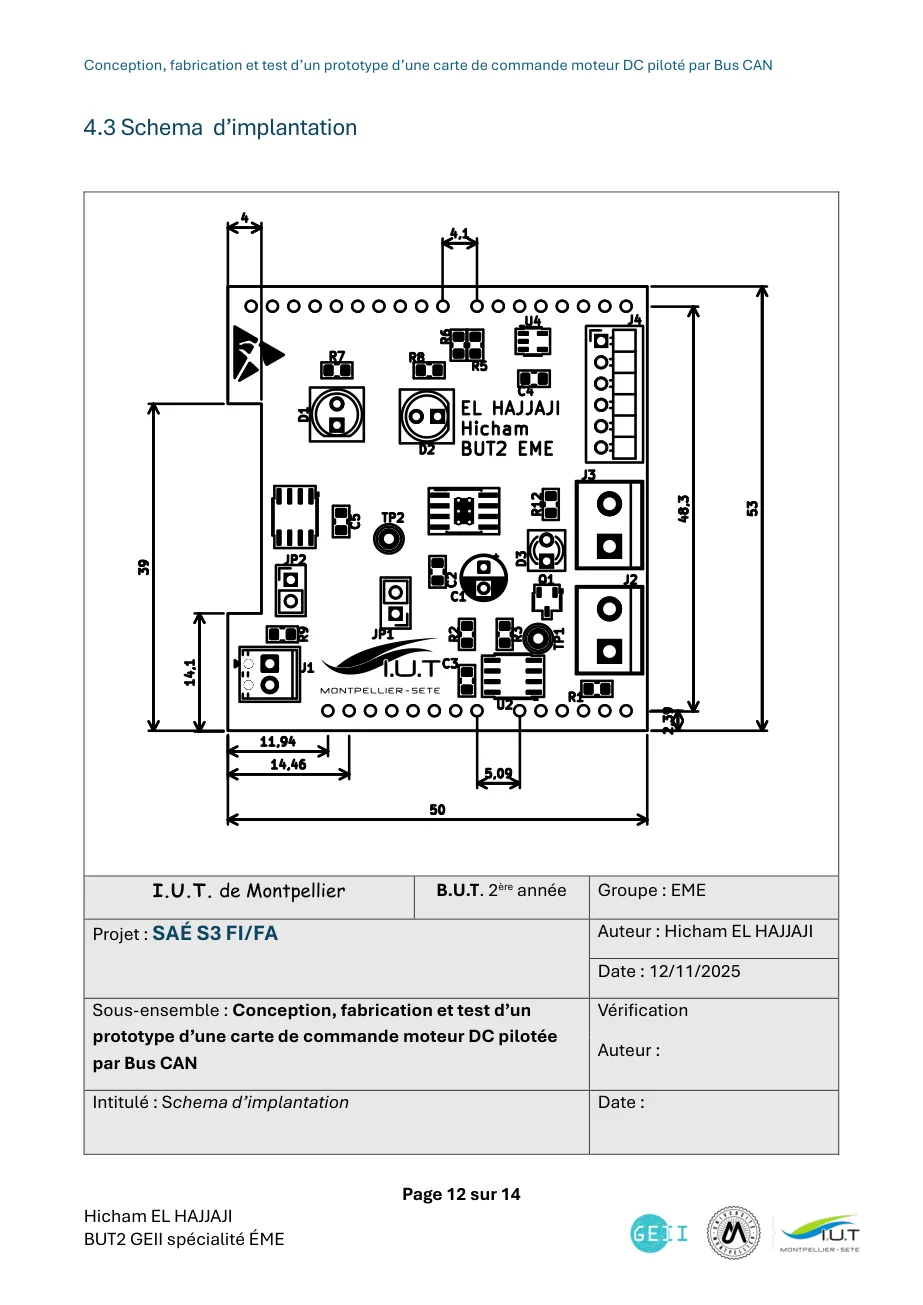 Conception, fabrication et test d’un prototype d’une carte de commande moteur DC piloté par Bus CAN
4.3 Schema d’implantation
4
4,1
U4
J4
R6
R5
R7
R8
C4
D1
D2
EL HAJJAJI
Hicham
BUT2 EME
J3
R12
48,3
53
C5
TP2
D3
39
JP2
C2
C1
Q1
J2
JP1
R9
R2
R3
TP1
14,1
J1
I.U.T
MONTPELLIER-SETE
C3
U2
R1
2,39
11,94
14,46
5,09
50
I.U.T. de Montpellier
B.U.T. 2ère année
Groupe : EME
Projet : SAÉ S3 FI/FA
Auteur : Hicham EL HAJJAJI
Date : 12/11/2025
Sous-ensemble : Conception, fabrication et test d’un
prototype d’une carte de commande moteur DC pilotée
par Bus CAN
Vérification
Auteur :
Intitulé : Schema d’implantation
Date :
Page 12 sur 14
Hicham EL HAJJAJI
BUT2 GEII spécialité ÉME
GEII
UNIVERSITÉ
MONTPELLIER
I.U.T
MONTPELLIER-SETE